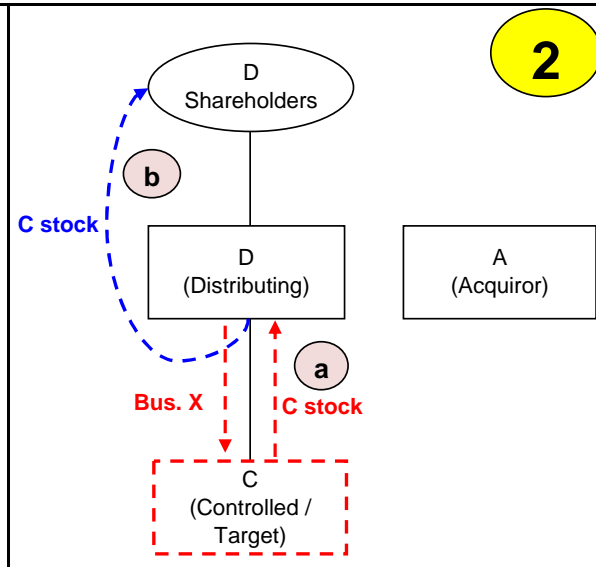 2
D
Shareholders
b
C stock
D
(Distributing)
A
(Acquiror)
a
Bus. X
C stock
C
(Controlled /
Target)